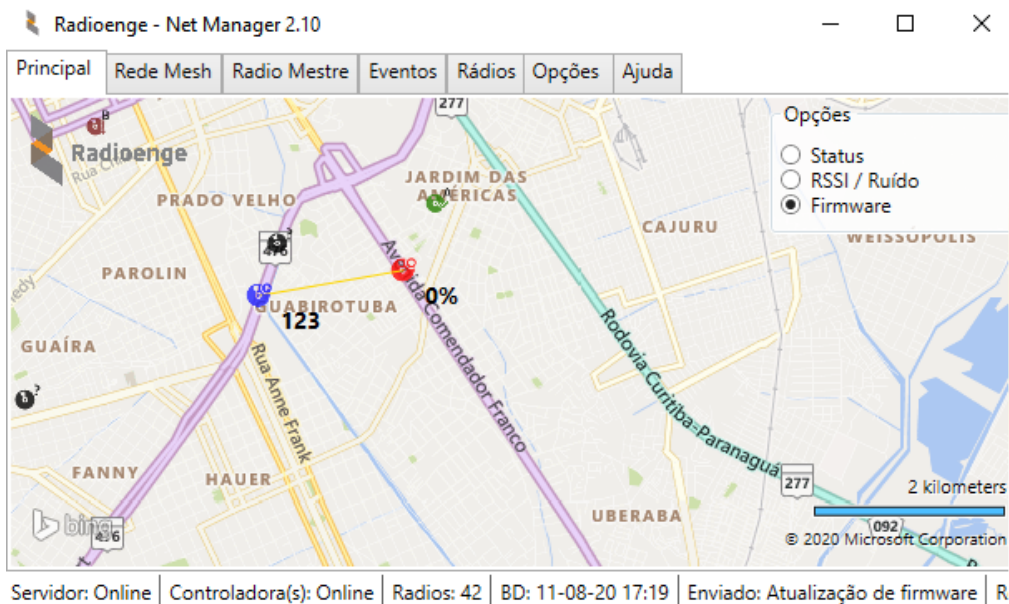 Radioenge - Net Manager 2.10
Principal Rede Mesh Radio Mestre Eventos Rádios Opções Ajuda
277
Opções
B
Radioenge
Status
JARDIM DAS
AMÉRICAS
RSSI / Ruído
PRADO VELHO
Firmware
CAJURU
WEISSÓPOLIS
PAROLIN
0%
GUABIROTUBA
123
Avenida Comendador Franco
Rodovia Curitiba-Paranaguá
GUAÍRA
Rua Anne Frank
?
FANNY
HAUER
277
2 kilometers
UBERABA
bing
476
092
© 2020 Microsoft Corporation
Servidor: Online Controladora(s): Online Radios: 42 BD: 11-08-20 17:19 Enviado: Atualização de firmware R